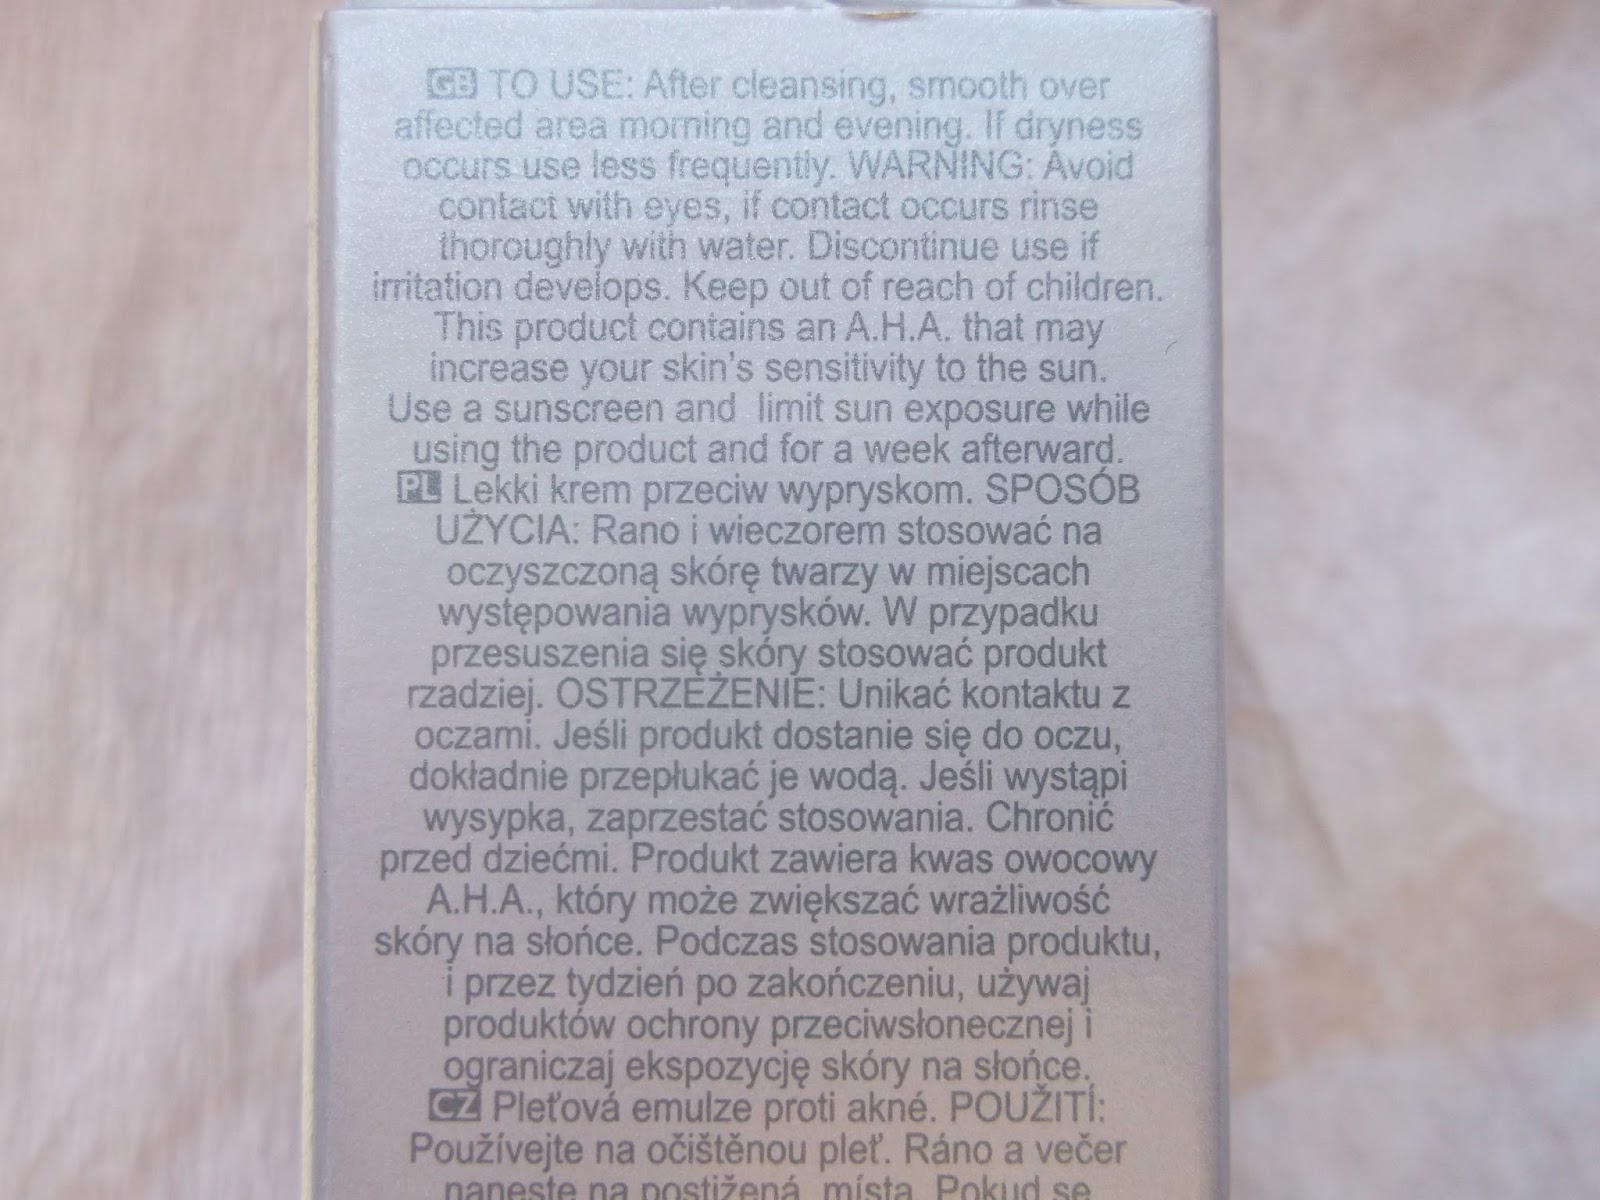 GB TO USE: After cleansing, smooth over
affected area morning and evening. If dryness
occurs use less frequently. WARNING: Avoid
contact with eyes, if contact occurs rinse
thoroughly with water. Discontinue use if
irritation develops. Keep out of reach of children.
This product contains an A.H.A. that may
increase your skin's sensitivity to the sun.
Use a sunscreen and limit sun exposure while
using the product and for a week afterward.
PL Lekki krem przeciw wypryskom. SPOSÓB
UŻYCIA: Rano i wieczorem stosować na
oczyszczoną skórę twarzy w miejscach
występowania wyprysków. W przypadku
przesuszenia się skóry stosować produkt
rzadziej. OSTRZEŻENIE: Unikać kontaktu z
oczami. Jeśli produkt dostanie się do oczu,
dokładnie przepłukać je wodą. Jeśli wystąpi
wysypka, zaprzestać stosowania. Chronić
przed dziećmi. Produkt zawiera kwas owocowy
A.H.A., który może zwiększać wrażliwość
skóry na słońce. Podczas stosowania produktu,
i przez tydzień po zakończeniu, używaj
produktów ochrony przeciwsłonecznej i
ograniczaj ekspozycję skóry na słońce.
CZ Pleťová emulze proti akné. POUŽITÍ:
Používejte na očištěnou pleť. Ráno a večer
naneste na postižená místa. Pokud se